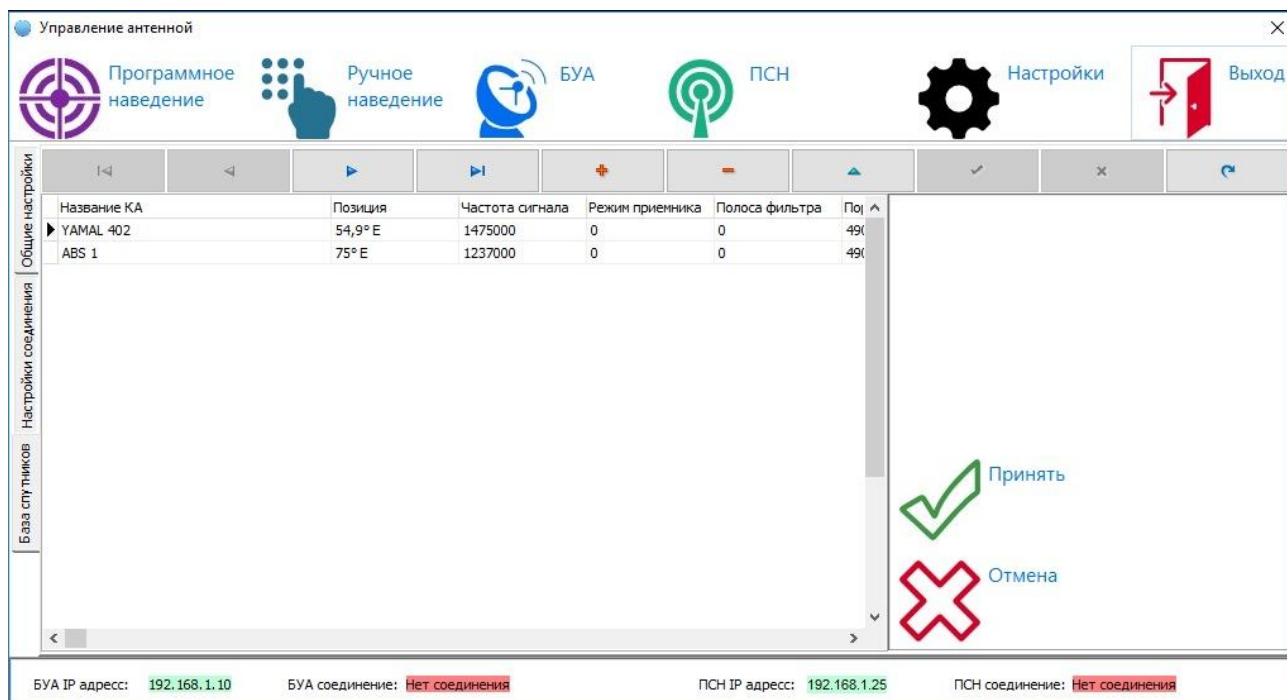 Управление антенной
Программное наведение
Ручное наведение
БУА
ПСН
Настройки
Выход
Общие настройки
Настройки соединения
База спутников
Название КА Позиция Частота сигнала Режим приемника Полоса фильтра
YAMAL 402 54,9° E 1475000 0 0 490
ABS 1 75° E 1237000 0 0 490
Принять
Отмена
БУА IP адресс: 192.168.1.10 БУА соединение: Нет соединения ПСН IP адресс: 192.168.1.25 ПСН соединение: Нет соединения